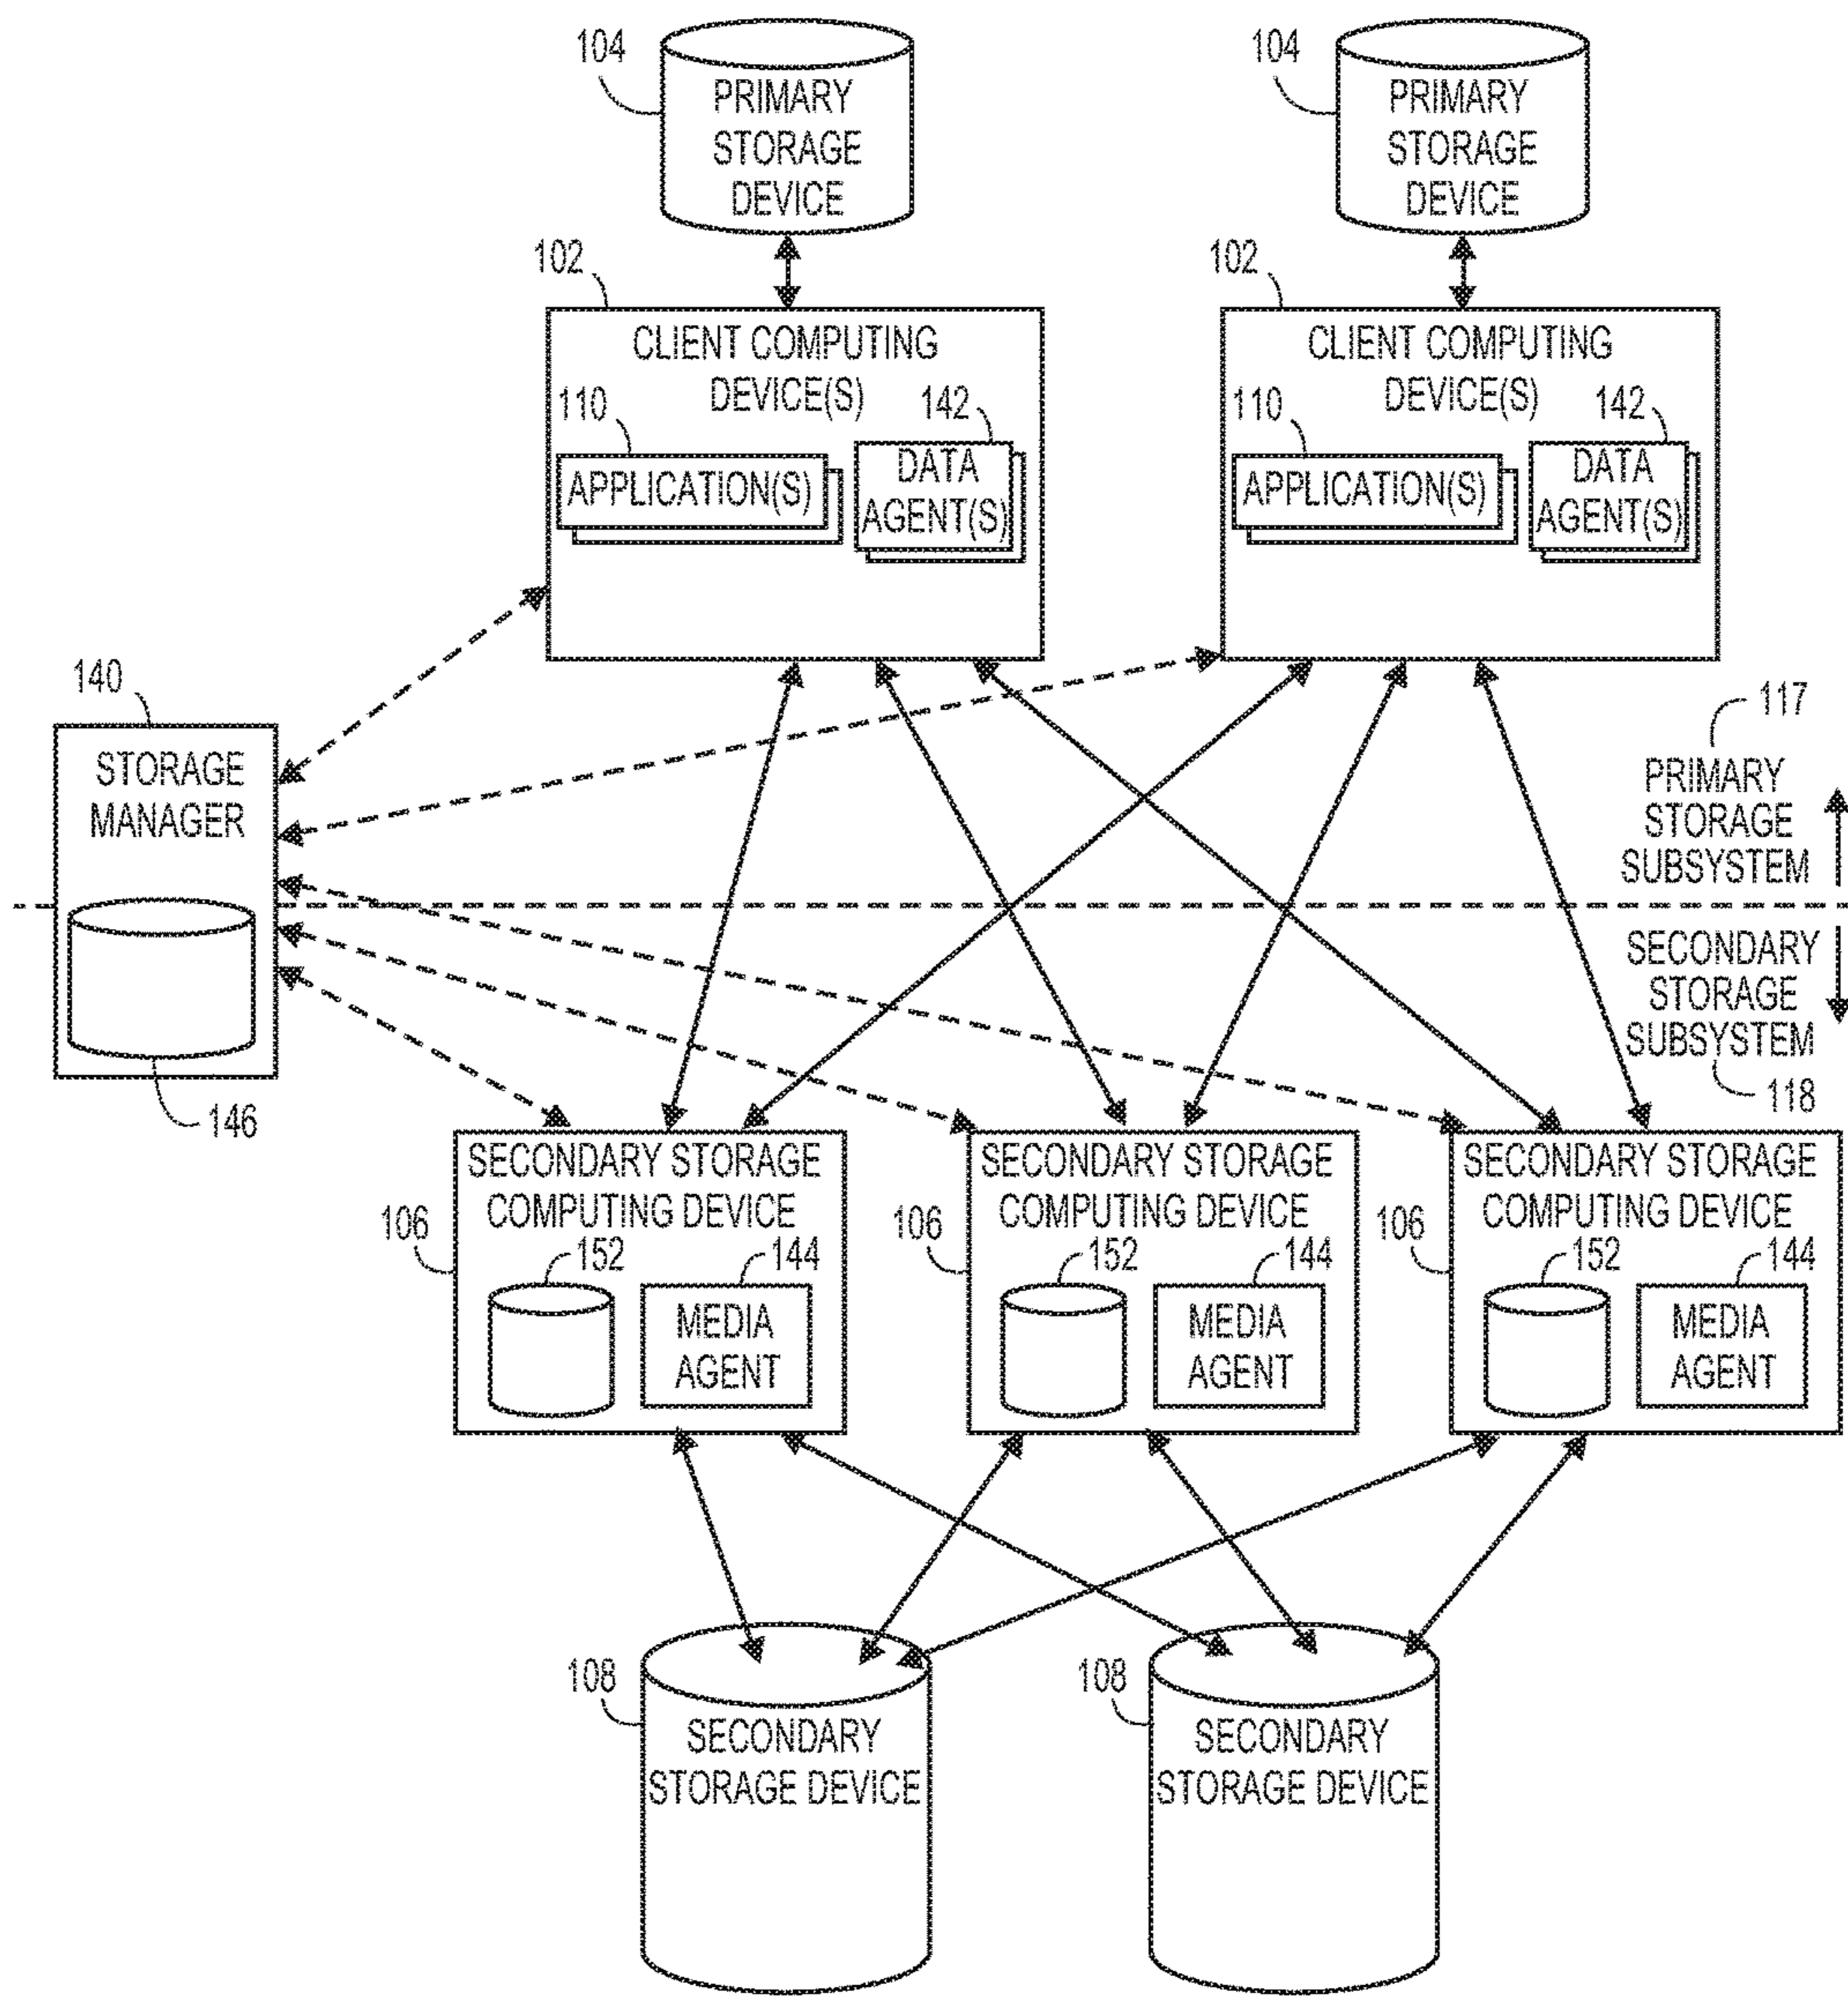 104
PRIMARY
STORAGE
DEVICE
104
PRIMARY
STORAGE
DEVICE
102
CLIENT COMPUTING
DEVICE(S)
110
APPLICATION(S)
142
DATA
AGENT(S)
102
CLIENT COMPUTING
DEVICE(S)
110
APPLICATION(S)
142
DATA
AGENT(S)
140
STORAGE
MANAGER
146
117
PRIMARY
STORAGE
SUBSYSTEM
SECONDARY
STORAGE
SUBSYSTEM
118
106
SECONDARY STORAGE
COMPUTING DEVICE
152
144
MEDIA
AGENT
106
SECONDARY STORAGE
COMPUTING DEVICE
152
144
MEDIA
AGENT
106
SECONDARY STORAGE
COMPUTING DEVICE
152
144
MEDIA
AGENT
108
SECONDARY
STORAGE DEVICE
108
SECONDARY
STORAGE DEVICE